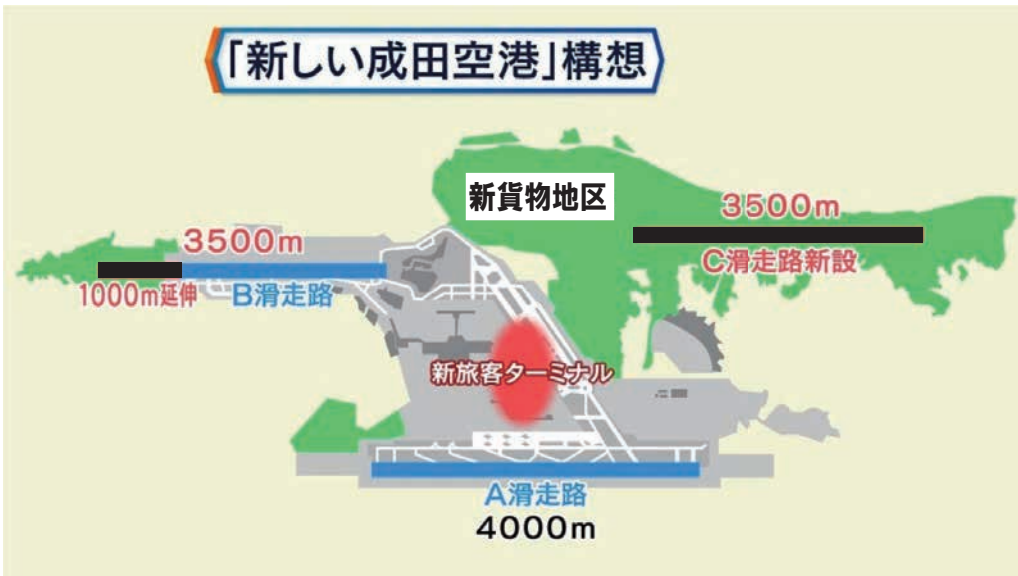 「新しい成田空港」構想
新貨物地区
3500m
3500m
C滑走路新設
1000m延伸
B滑走路
新旅客ターミナル
A滑走路
4000m